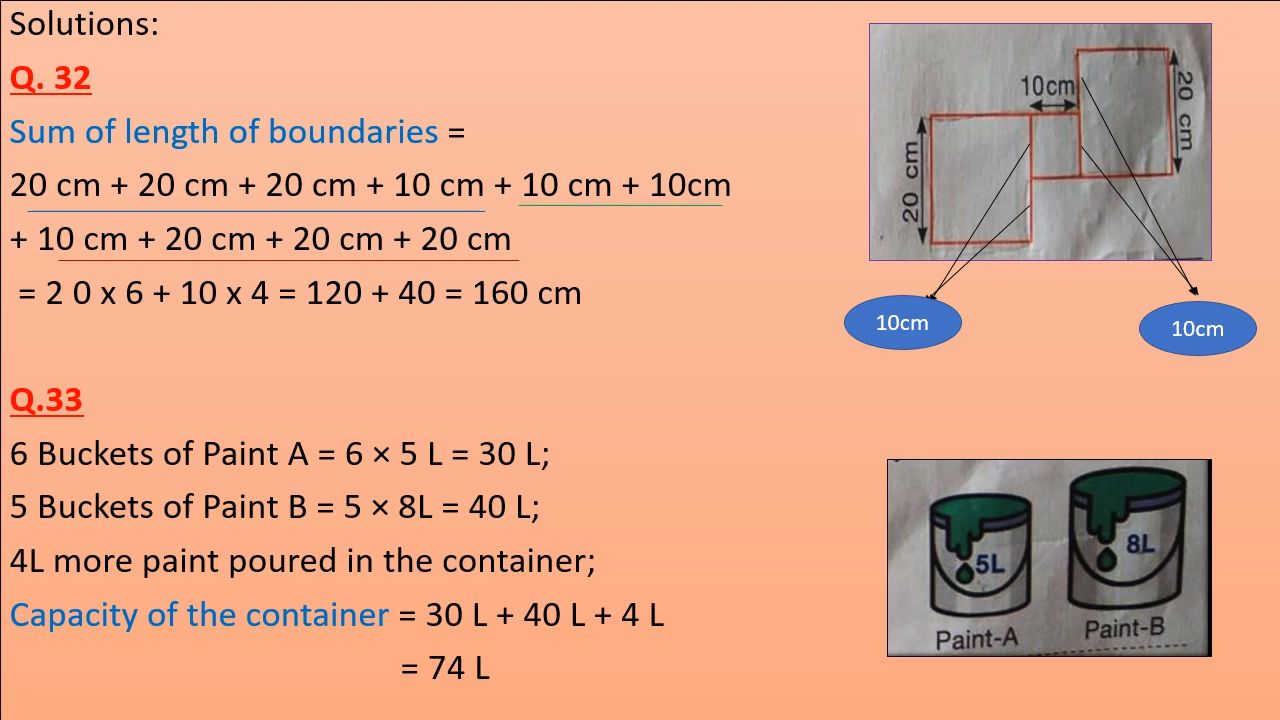 Solutions:
Q. 32
Sum of length of boundaries =
20 cm + 20 cm + 20 cm + 10 cm + 10 cm + 10cm
+ 10 cm + 20 cm + 20 cm + 20 cm
= 2 0 x 6 + 10 x 4 = 120 + 40 = 160 cm
10cm
20 cm
20 cm
10cm
10cm
Q.33
6 Buckets of Paint A = 6 × 5 L = 30 L;
5 Buckets of Paint B = 5 × 8L = 40 L;
4L more paint poured in the container;
Capacity of the container = 30 L + 40 L + 4 L
= 74 L
5L
8L
Paint-A
Paint-B